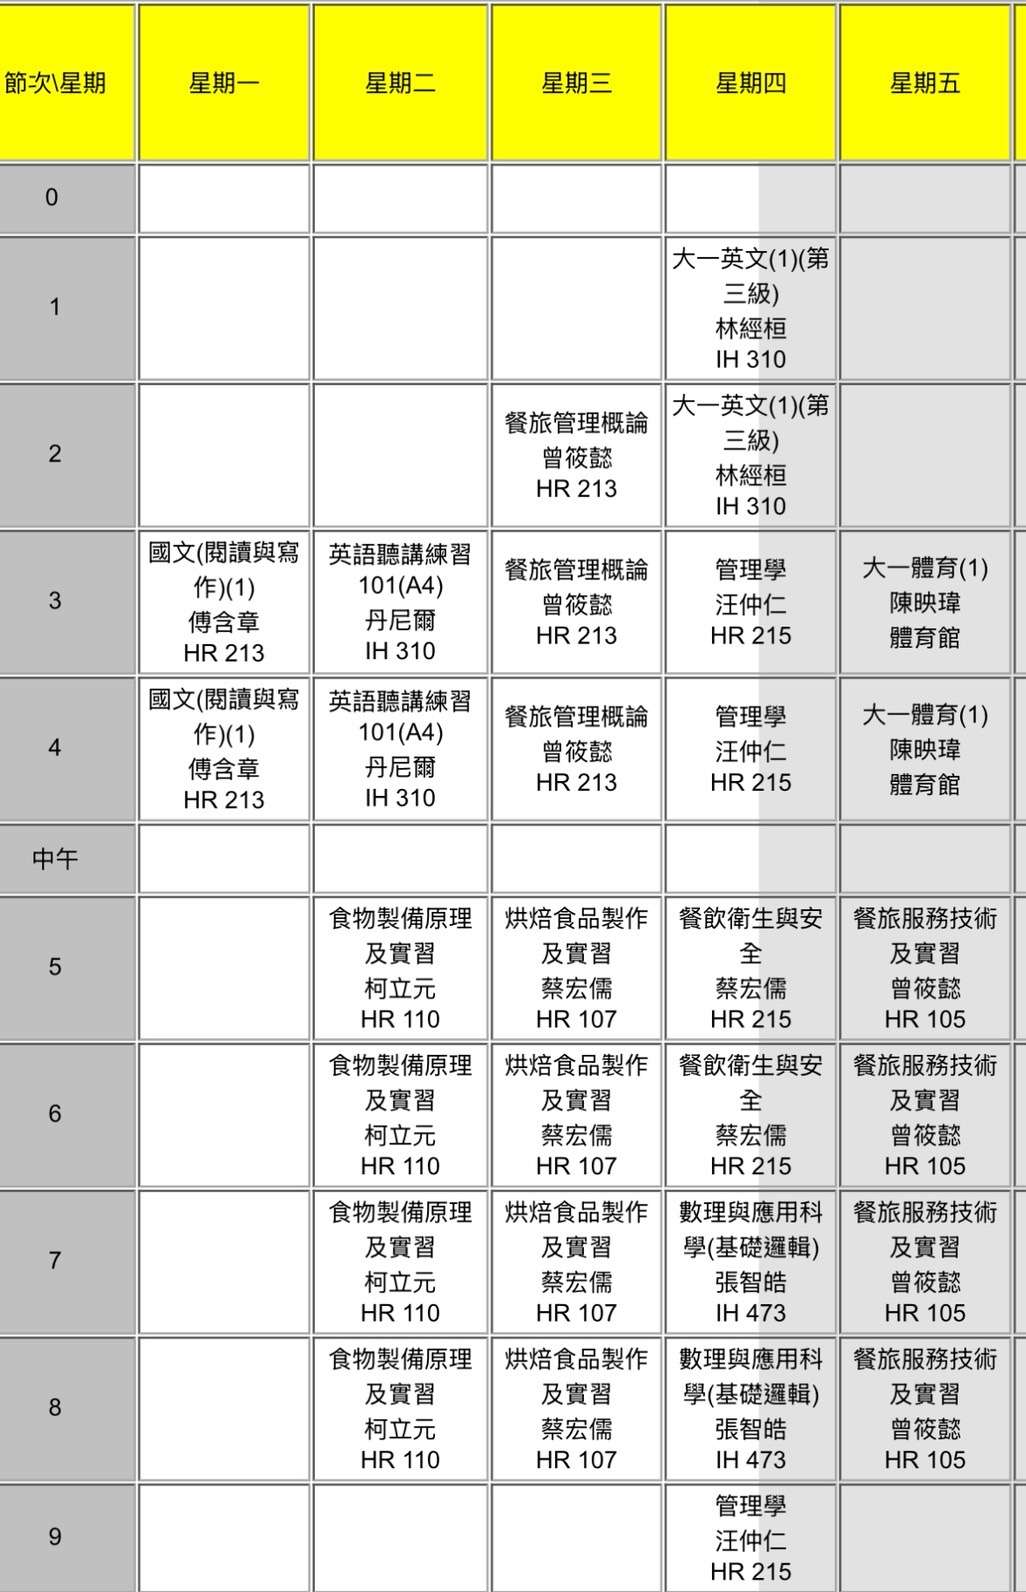 節次\星期 星期一 星期二 星期三 星期四 星期五
0
1
大一英文(1)(第
三級)
林經桓
IH 310
2
餐旅管理概論
曾筱懿
HR 213
大一英文(1)(第
三級)
林經桓
IH 310
3
國文(閱讀與寫
作)(1)
傅含章
HR 213
英語聽講練習
101(A4)
丹尼爾
IH 310
餐旅管理概論
曾筱懿
HR 213
管理學
汪仲仁
HR 215
大一體育(1)
陳映瑋
體育館
4
國文(閱讀與寫
作)(1)
傅含章
HR 213
英語聽講練習
101(A4)
丹尼爾
IH 310
餐旅管理概論
曾筱懿
HR 213
管理學
汪仲仁
HR 215
大一體育(1)
陳映瑋
體育館
中午
5
食物製備原理
及實習
柯立元
HR 110
烘焙食品製作
及實習
蔡宏儒
HR 107
餐飲衛生與安
全
蔡宏儒
HR 215
餐旅服務技術
及實習
曾筱懿
HR 105
6
食物製備原理
及實習
柯立元
HR 110
烘焙食品製作
及實習
蔡宏儒
HR 107
餐飲衛生與安
全
蔡宏儒
HR 215
餐旅服務技術
及實習
曾筱懿
HR 105
7
食物製備原理
及實習
柯立元
HR 110
烘焙食品製作
及實習
蔡宏儒
HR 107
數理與應用科
學(基礎邏輯)
張智皓
IH 473
餐旅服務技術
及實習
曾筱懿
HR 105
8
食物製備原理
及實習
柯立元
HR 110
烘焙食品製作
及實習
蔡宏儒
HR 107
數理與應用科
學(基礎邏輯)
張智皓
IH 473
餐旅服務技術
及實習
曾筱懿
HR 105
9
管理學
汪仲仁
HR 215